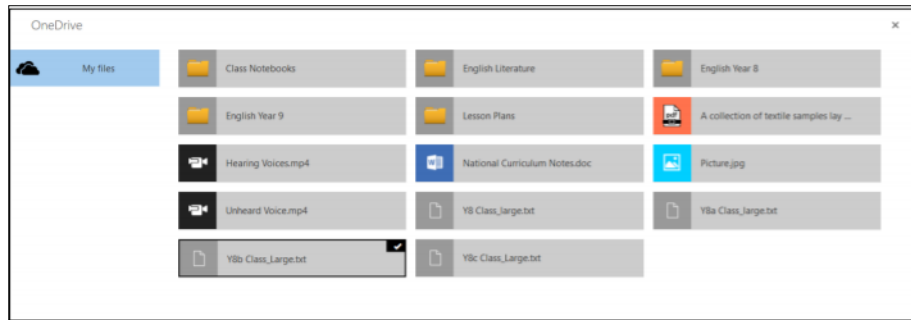 OneDrive
My files
Class Notebooks
English Literature
English Year 8
English Year 9
Lesson Plans
pdf
A collection of textile samples lay ...
Hearing Voices.mp4
National Curriculum Notes.doc
Picture.jpg
Unheard Voice.mp4
Y8 Class_large.txt
Y8a Class_large.txt
Y8b Class_Large.txt
Y8c Class_Large.txt